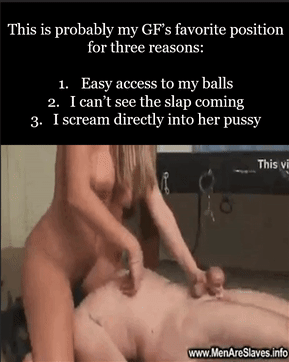 This is probably my GF's favorite position
for three reasons:
1. Easy access to my balls
2. I can't see the slap coming
3. I scream directly into her pussy
This vi
www.MenAreSlaves.info